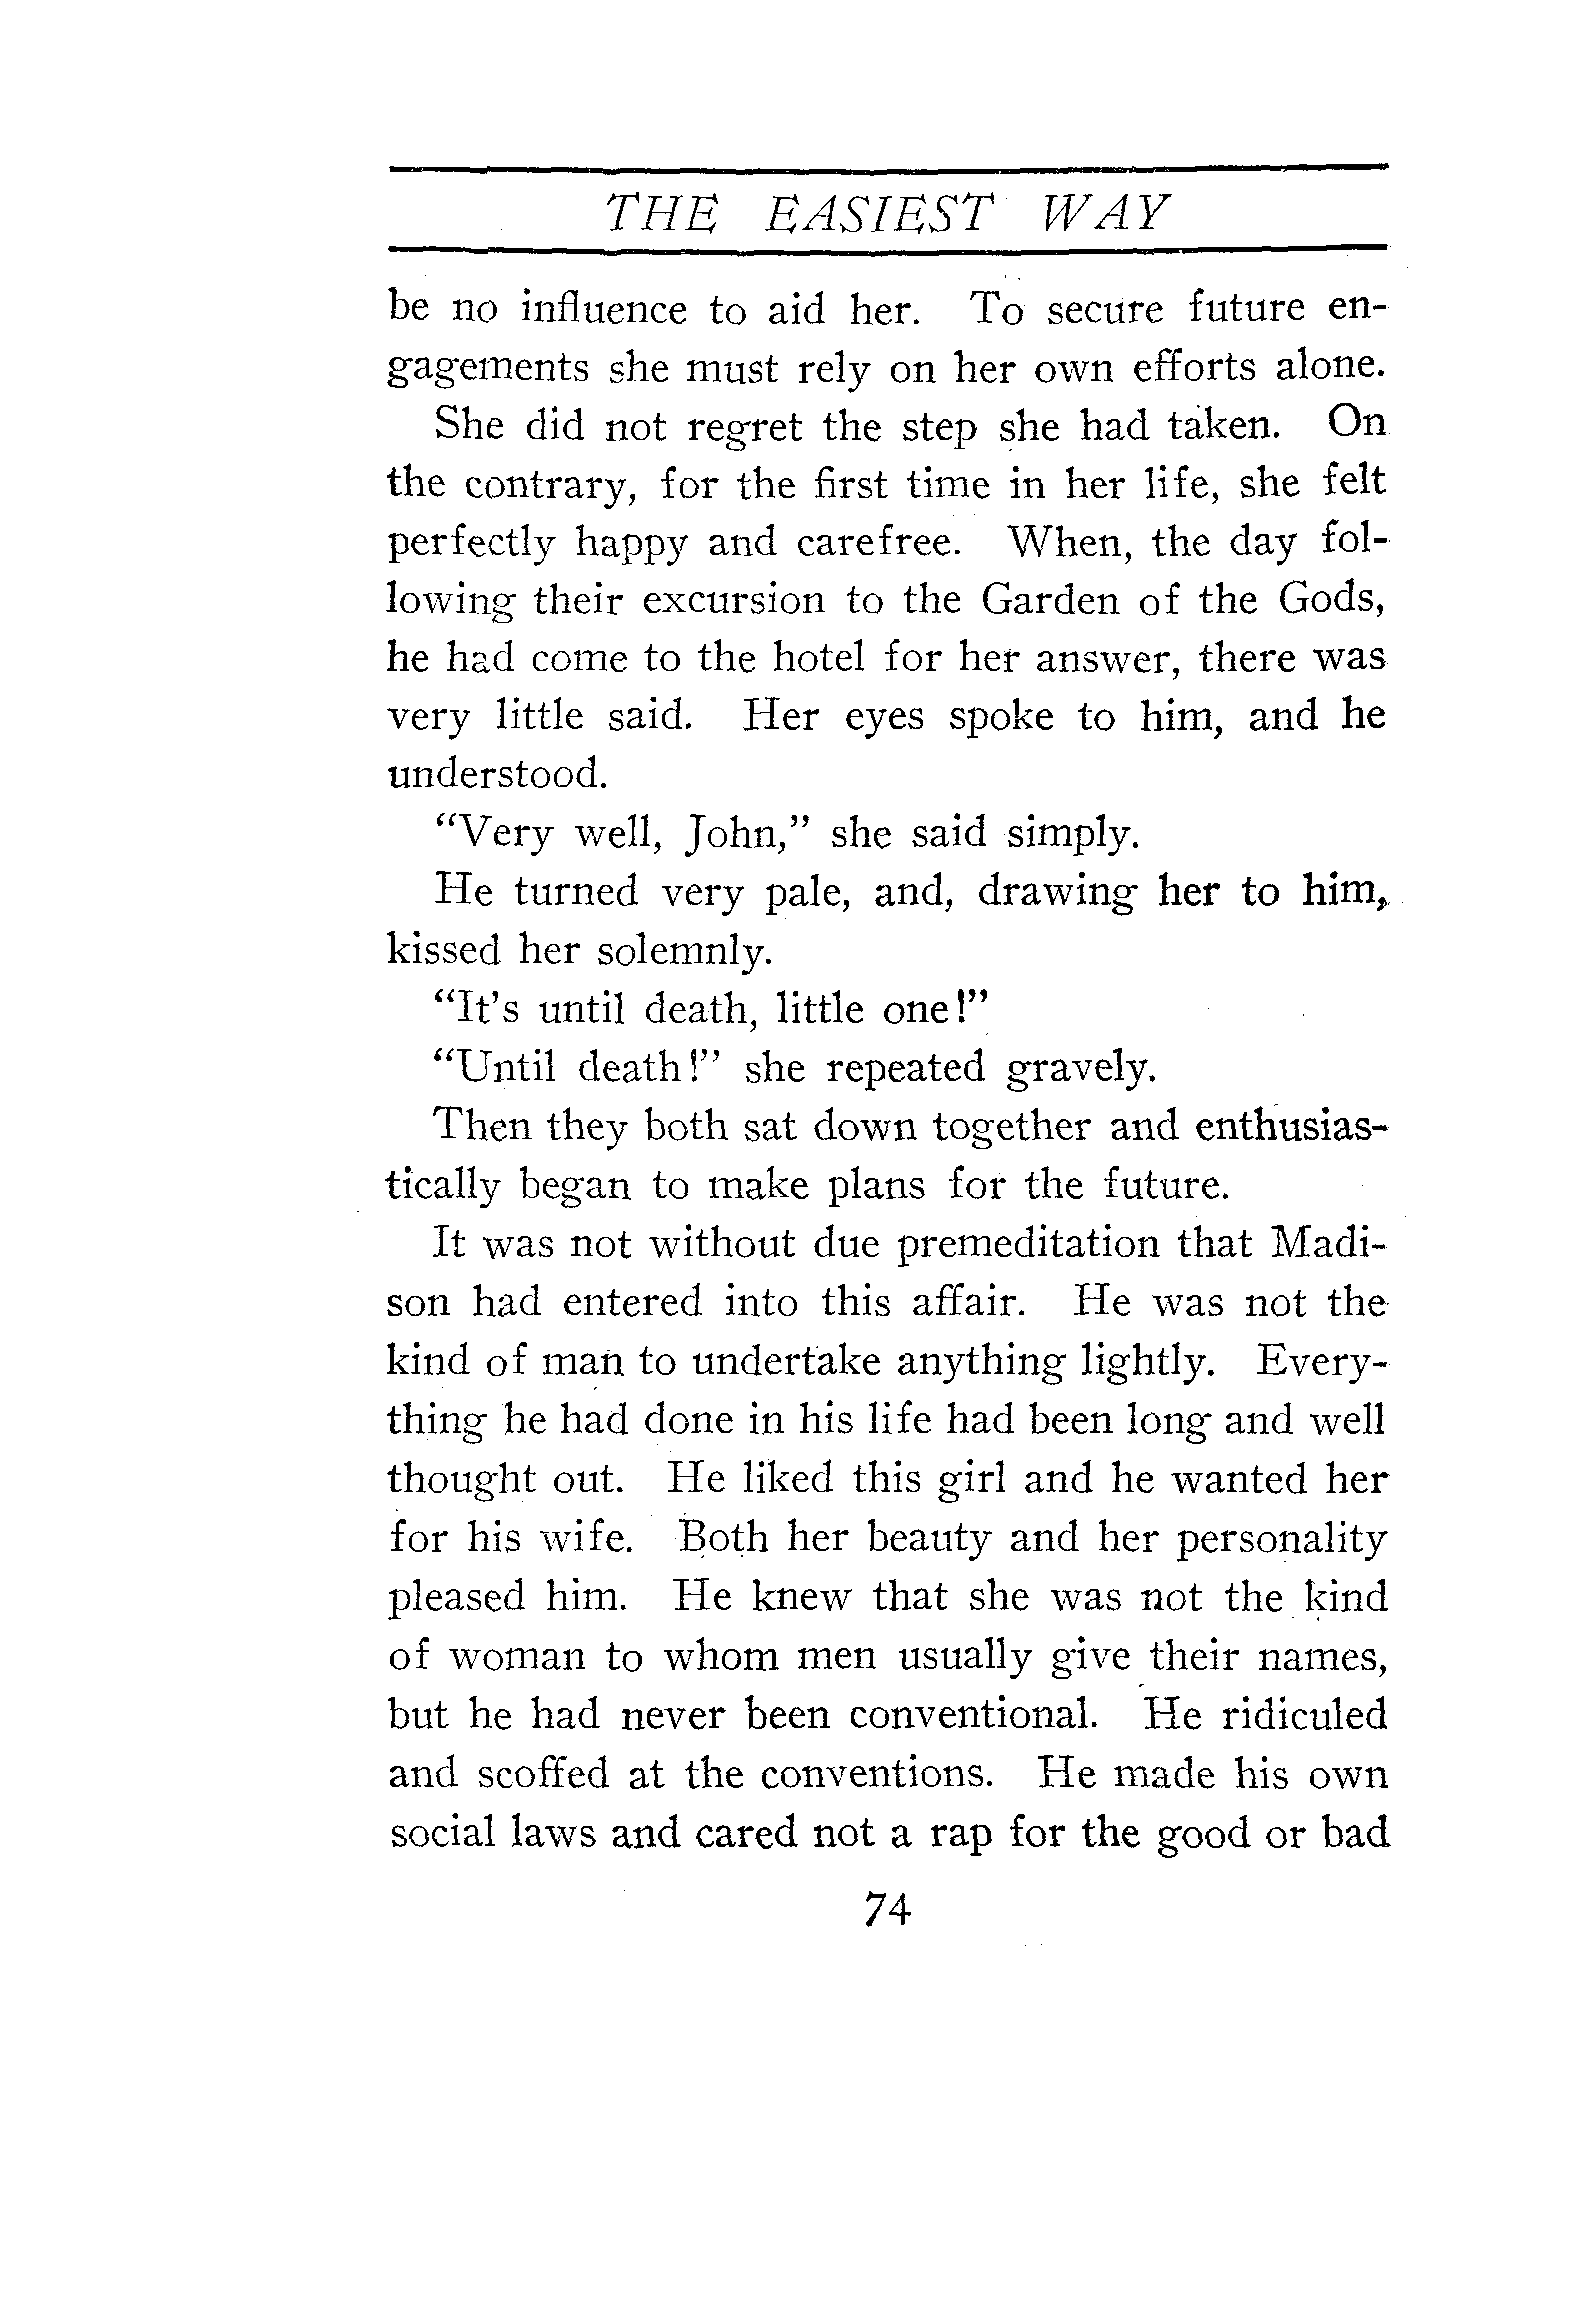 THE EASIEST WAY
be no influence to aid her. To secure future en-
gagements she must rely on her own efforts alone.
She did not regret the step she had taken. On
the contrary, for the first time in her life, she felt
perfectly happy and carefree. When, the day fol-
lowing their excursion to the Garden of the Gods,
he had come to the hotel for her answer, there was
very little said. Her eyes spoke to him, and he
understood.
"Very well, John," she said simply.
He turned very pale, and, drawing her to him,
kissed her solemnly.
"It's until death, little one!"
"Until death!" she repeated gravely.
Then they both sat down together and enthusias-
tically began to make plans for the future.
It was not without due premeditation that Madi-
son had entered into this affair. He was not the
kind of man to undertake anything lightly. Every-
thing he had done in his life had been long and well
thought out. He liked this girl and he wanted her
for his wife. Both her beauty and her personality
pleased him. He knew that she was not the kind
of woman to whom men usually give their names,
but he had never been conventional. He ridiculed
and scoffed at the conventions. He made his own
social laws and cared not a rap for the good or bad
74